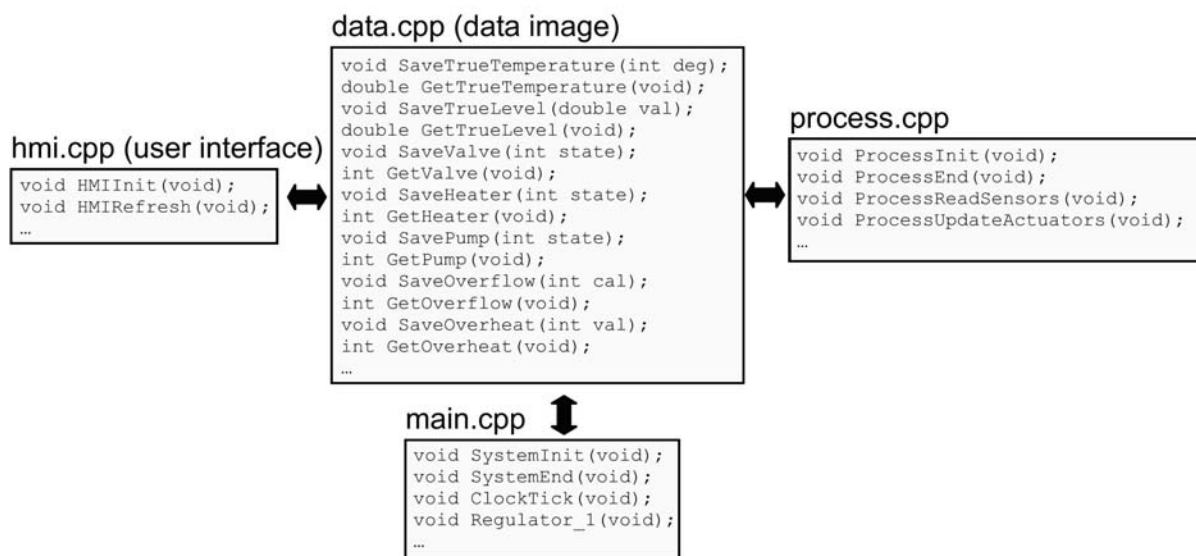 data.cpp (data image)
void SaveTrueTemperature(int deg);
double GetTrueTemperature(void);
void SaveTrueLevel(double val);
double GetTrueLevel(void);
void SaveValve(int state);
int GetValve(void);
void SaveHeater(int state);
int GetHeater(void);
void SavePump(int state);
int GetPump(void);
void SaveOverflow(int cal);
int GetOverflow(void);
void SaveOverheat(int val);
int GetOverheat(void);
…
hmi.cpp (user interface)
void HMIInit(void);
void HMIRefresh(void);
…
process.cpp
void ProcessInit(void);
void ProcessEnd(void);
void ProcessReadSensors(void);
void ProcessUpdateActuators(void);
…
main.cpp
void SystemInit(void);
void SystemEnd(void);
void ClockTick(void);
void Regulator_1(void);
…